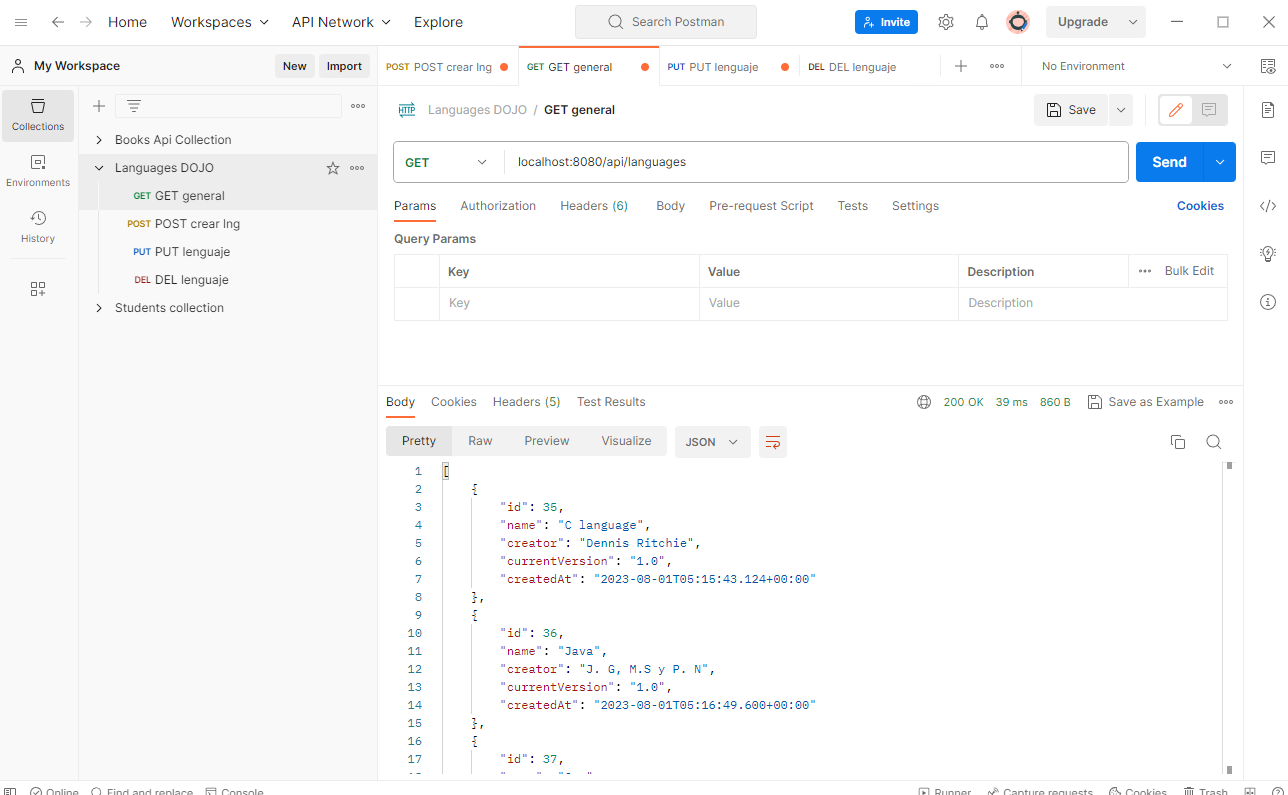 Home Workspaces API Network Explore Search Postman Invite Upgrade
My Workspace New Import
POST POST crear lng GET GET general PUT PUT lenguaje DEL DEL lenguaje No Environment
Collections
Environments
History
Books Api Collection
Languages DOJO
GET GET general
POST POST crear lng
PUT PUT lenguaje
DEL DEL lenguaje
Students collection
HTTP Languages DOJO / GET general Save
GET localhost:8080/api/languages Send
Params Authorization Headers (6) Body Pre-request Script Tests Settings Cookies
Query Params
Key Value Description Bulk Edit
Key Value Description
Body Cookies Headers (5) Test Results 200 OK 39 ms 860 B Save as Example
Pretty Raw Preview Visualize JSON
1 [
2 {
3 "id": 35,
4 "name": "C language",
5 "creator": "Dennis Ritchie",
6 "currentVersion": "1.0",
7 "createdAt": "2023-08-01T05:15:43.124+00:00"
8 },
9 {
10 "id": 36,
11 "name": "Java",
12 "creator": "J. G, M.S y P. N",
13 "currentVersion": "1.0",
14 "createdAt": "2023-08-01T05:16:49.600+00:00"
15 },
16 {
17 "id": 37,
Online Find and replace Console Runner Capture requests Cookies Trash